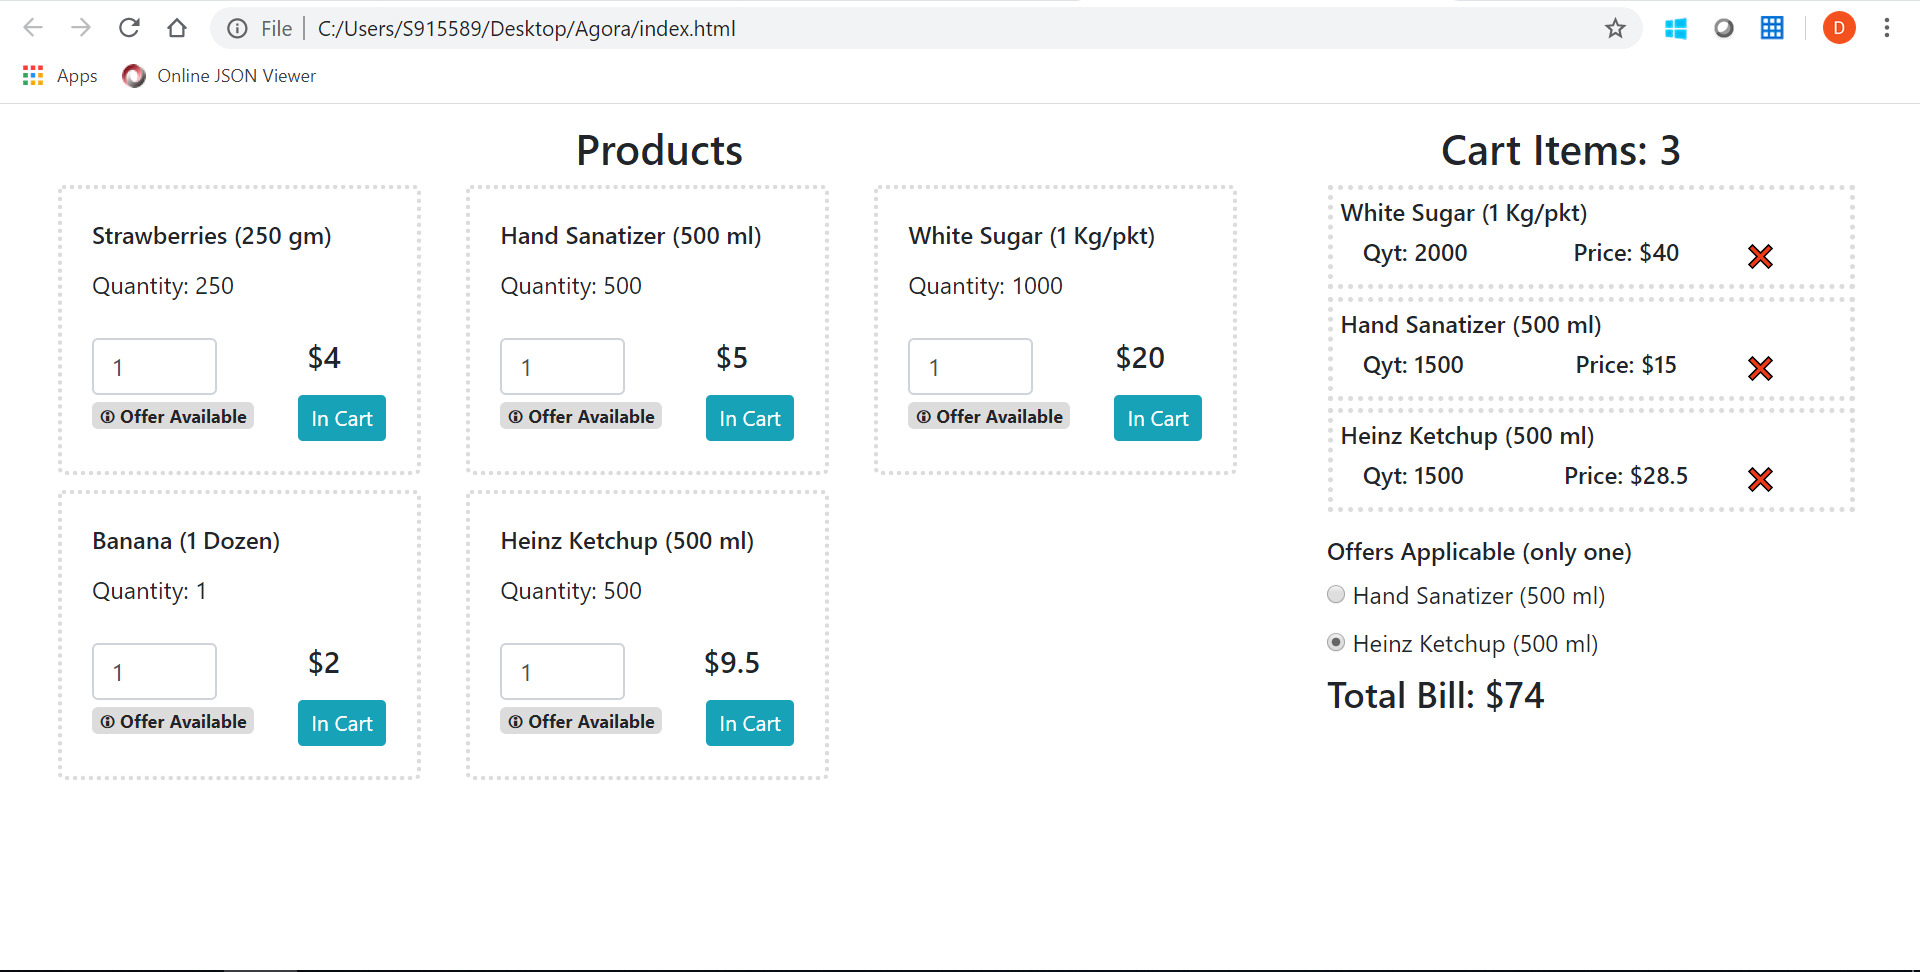 File C:/Users/S915589/Desktop/Agora/index.html
D
Apps Online JSON Viewer
Products
Strawberries (250 gm)
Quantity: 250
1
$4
Offer Available
In Cart
Hand Sanatizer (500 ml)
Quantity: 500
1
$5
Offer Available
In Cart
White Sugar (1 Kg/pkt)
Quantity: 1000
1
$20
Offer Available
In Cart
Banana (1 Dozen)
Quantity: 1
1
$2
Offer Available
In Cart
Heinz Ketchup (500 ml)
Quantity: 500
1
$9.5
Offer Available
In Cart
Cart Items: 3
White Sugar (1 Kg/pkt)
Qyt: 2000 Price: $40
Hand Sanatizer (500 ml)
Qyt: 1500 Price: $15
Heinz Ketchup (500 ml)
Qyt: 1500 Price: $28.5
Offers Applicable (only one)
Hand Sanatizer (500 ml)
Heinz Ketchup (500 ml)
Total Bill: $74